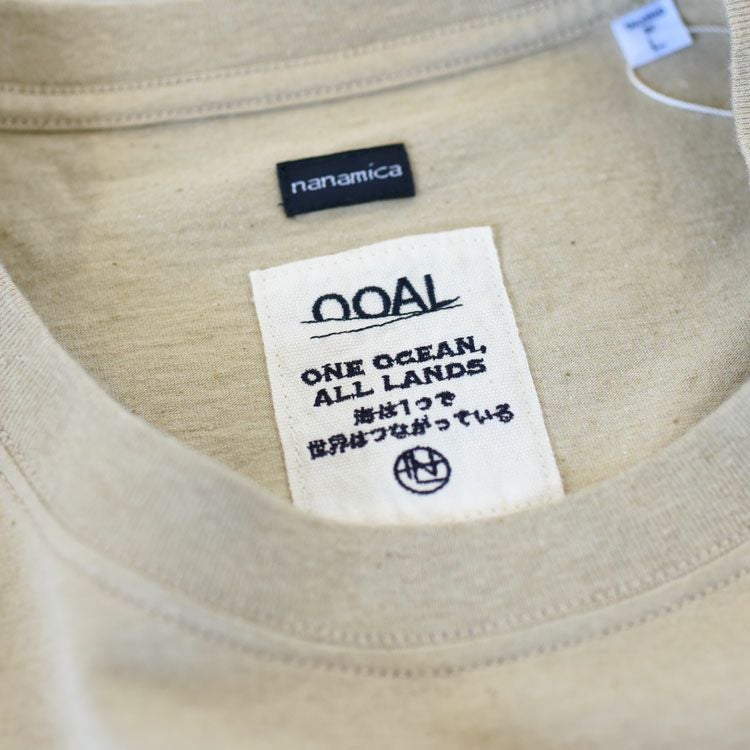 L
nanamica
OOAL
ONE OCEAN,
ALL LANDS
海は1つで
世界はつながっている